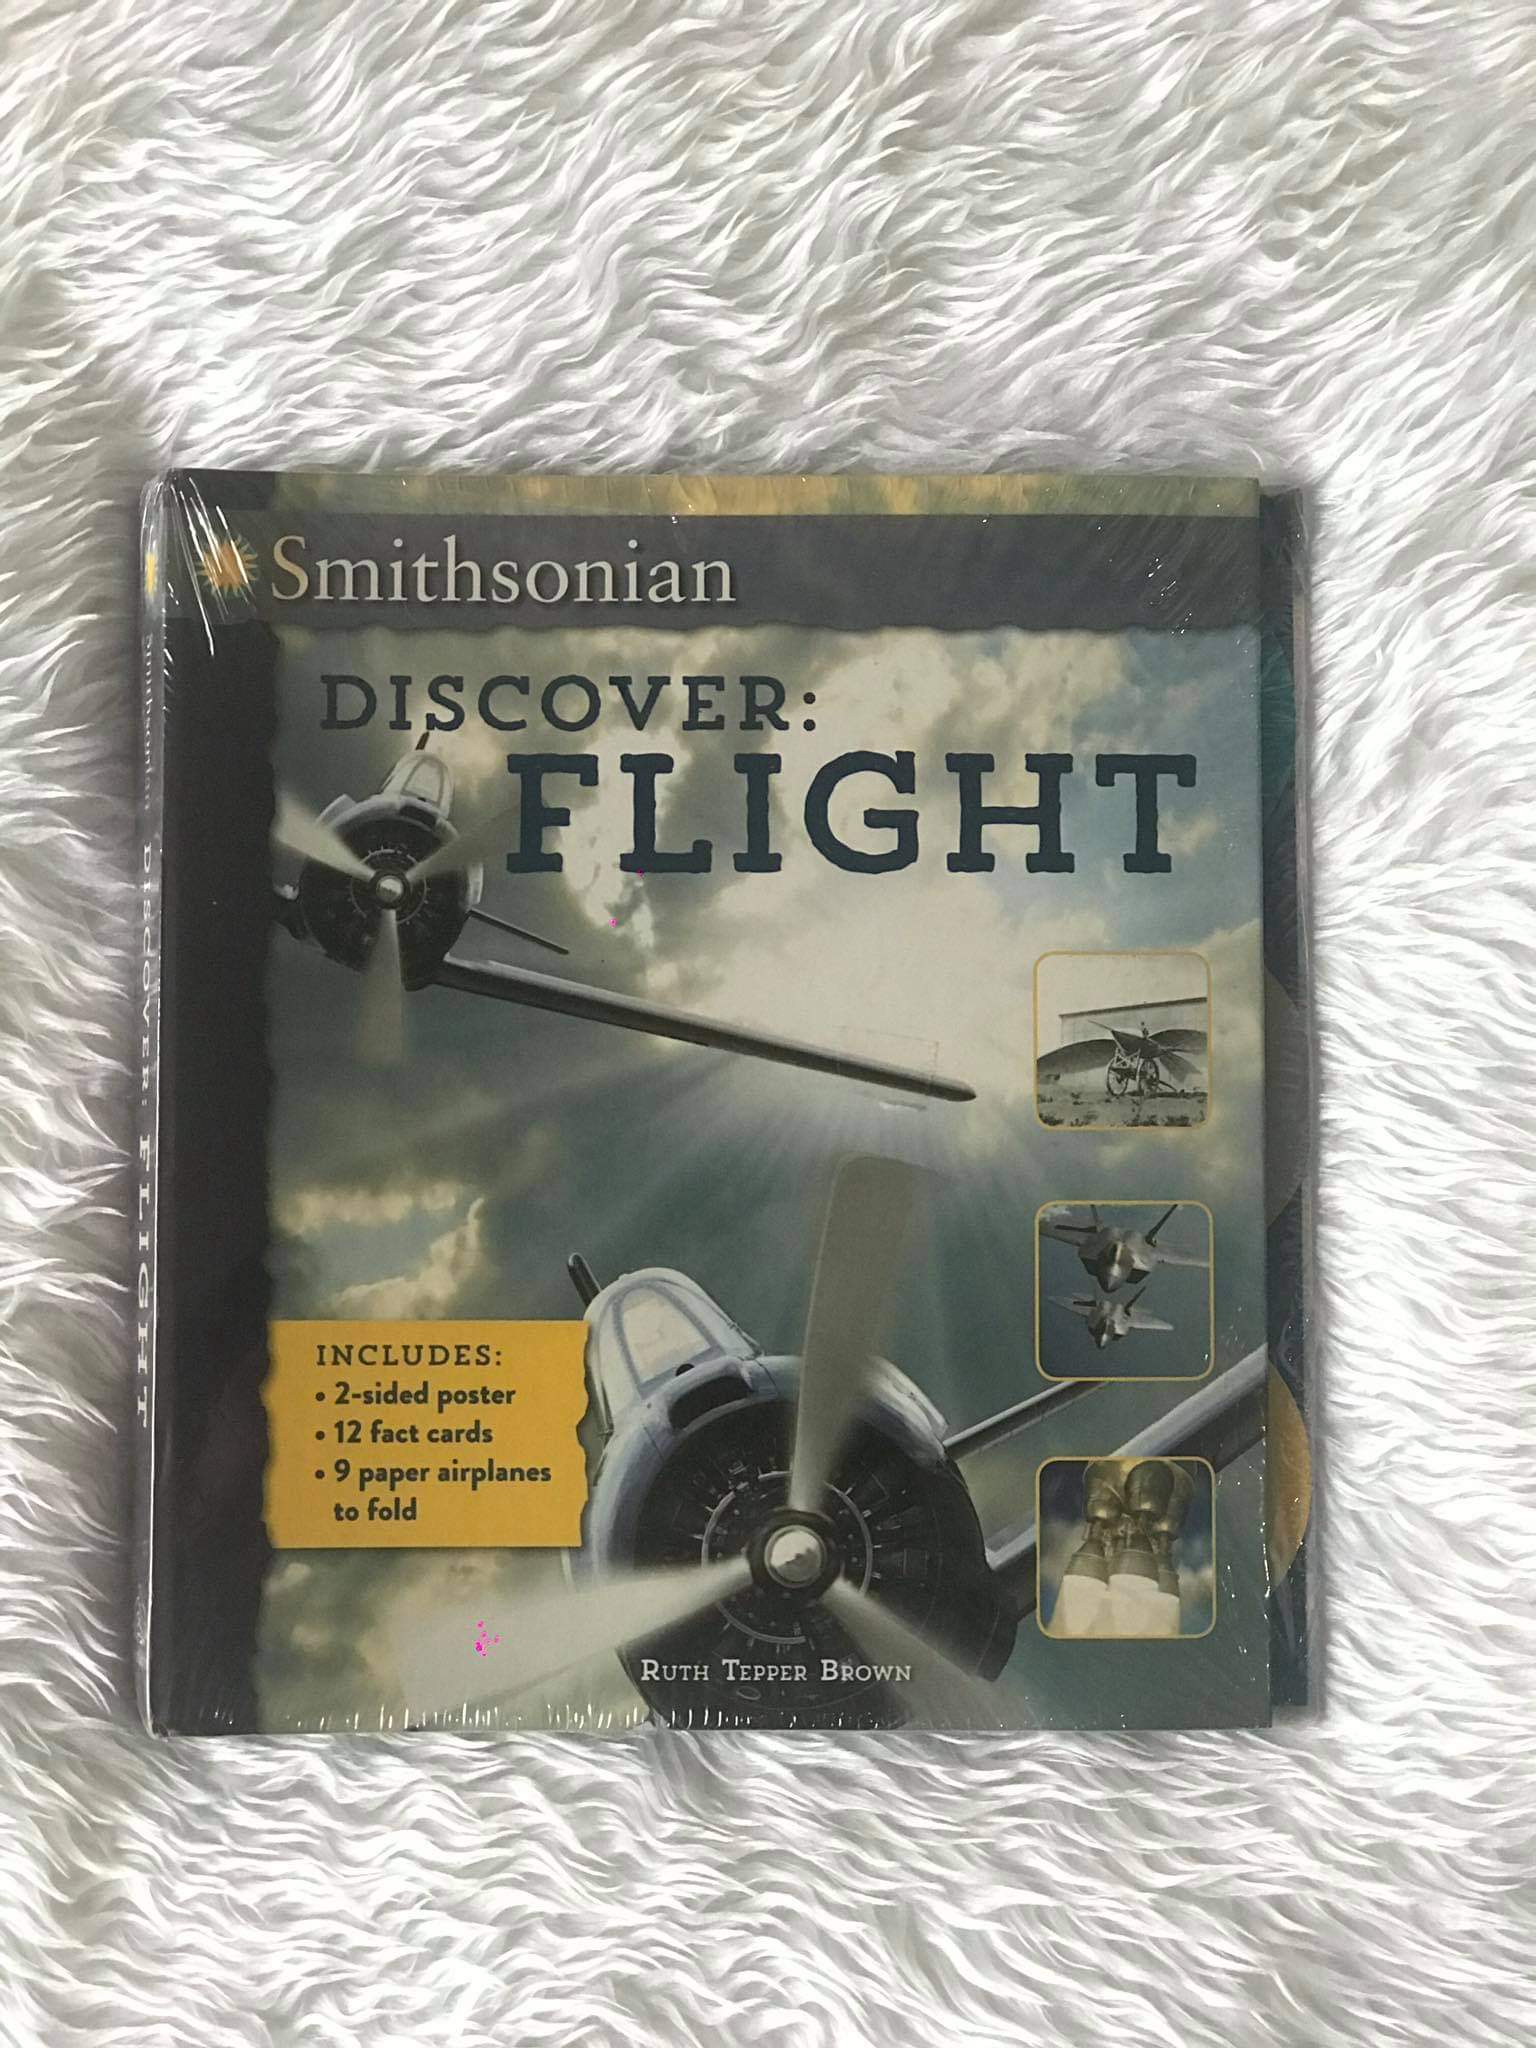 Smithsonian
DISCOVER:
FLIGHT
INCLUDES:
• 2-sided poster
• 12 fact cards
• 9 paper airplanes
to fold
RUTH TEPPER BROWN
Smithsonian DISCOVER: FLIGHT